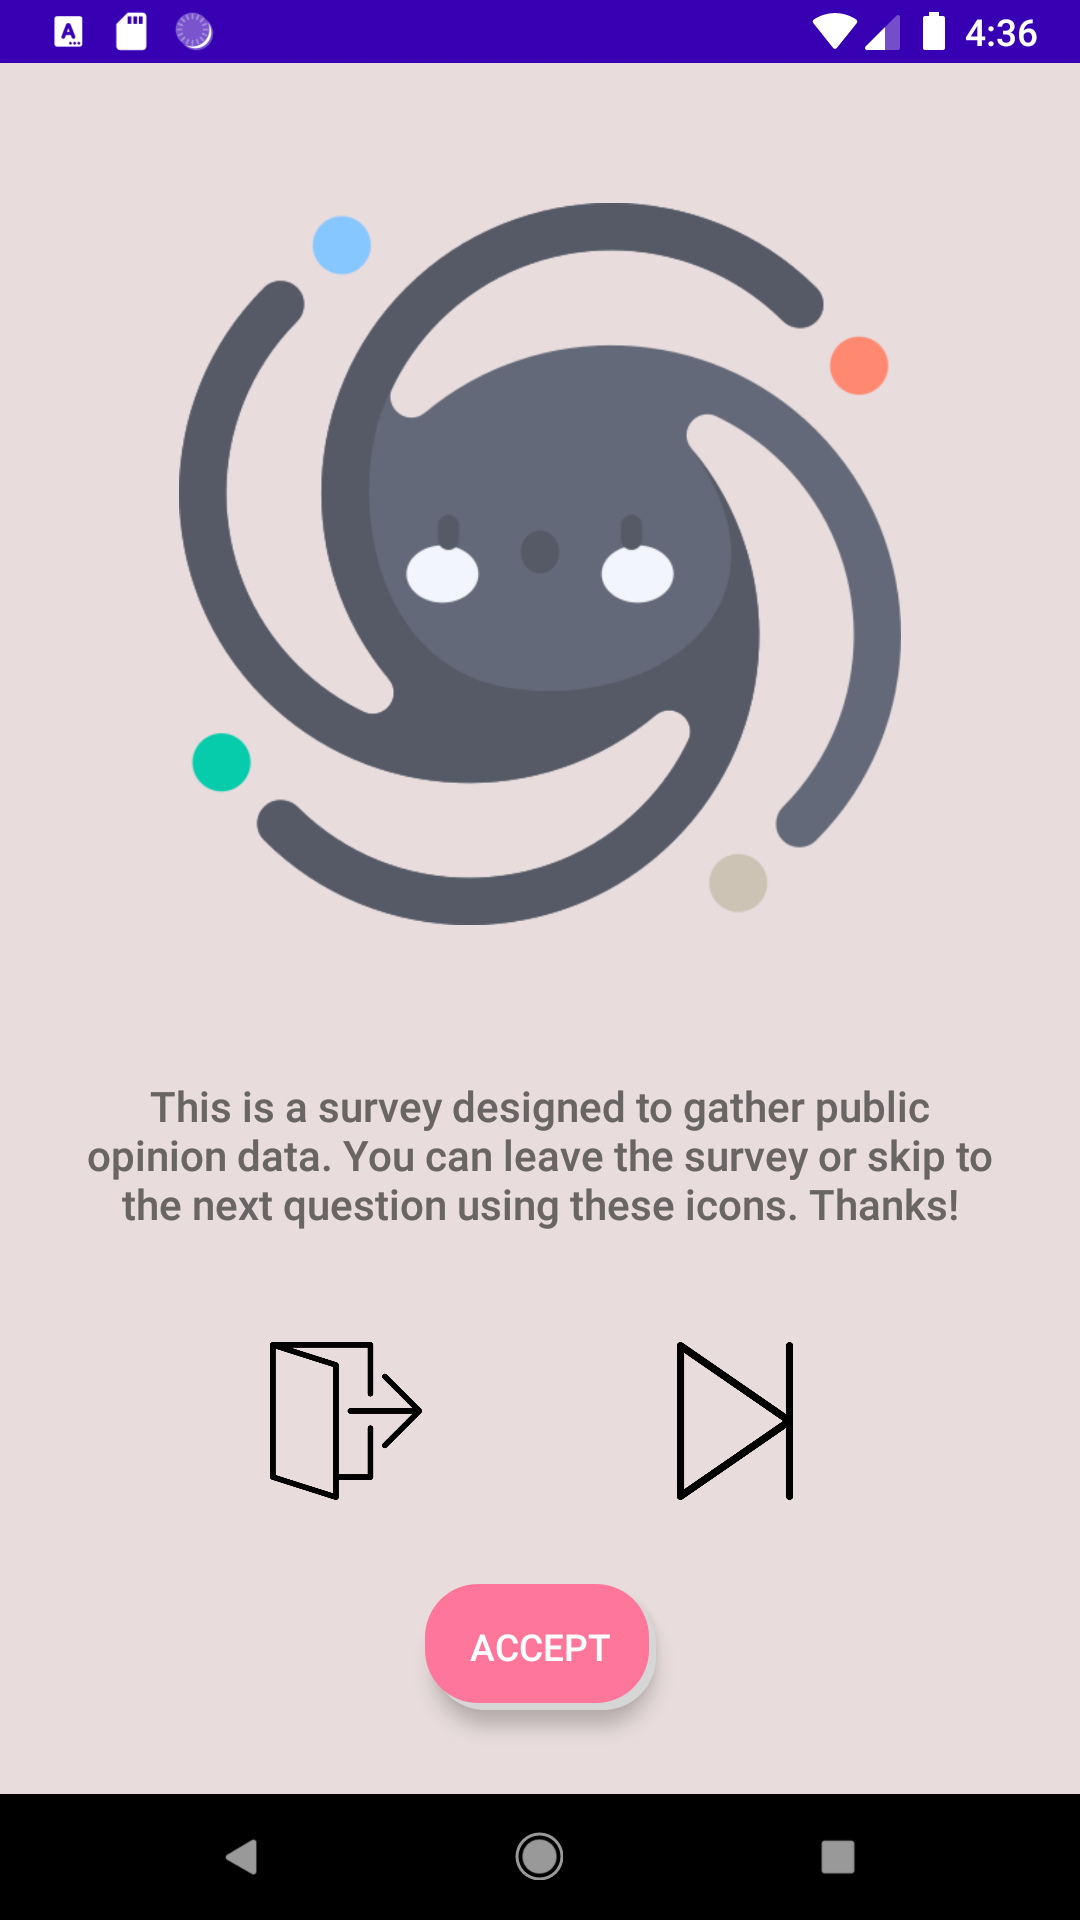 4:36
This is a survey designed to gather public
opinion data. You can leave the survey or skip to
the next question using these icons. Thanks!
ACCEPT